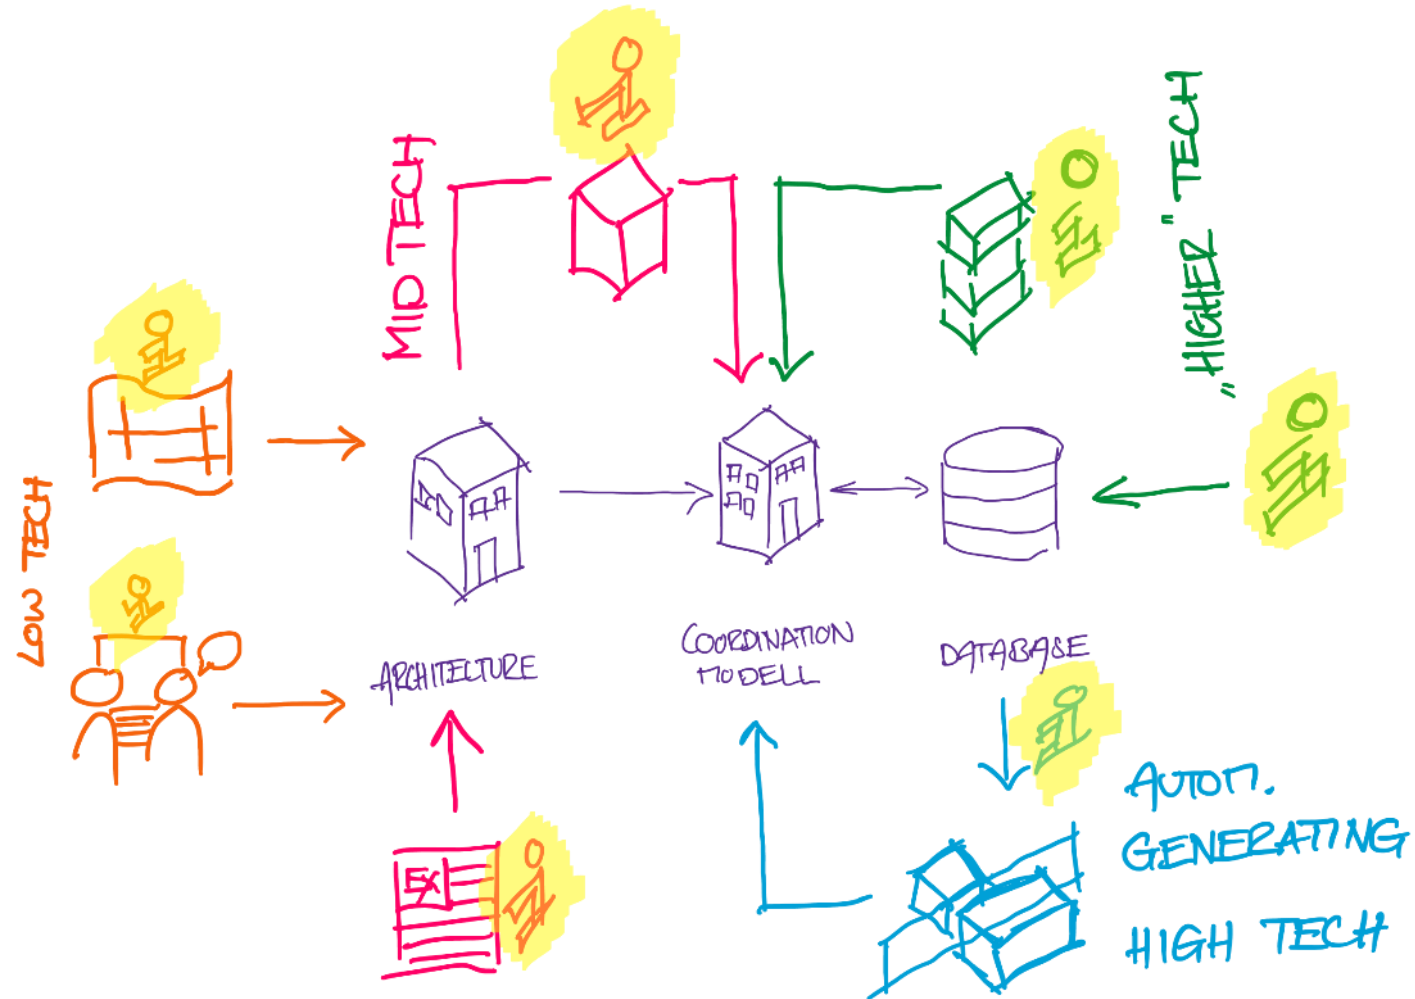 MID TECH
„HIGHER" TECH
LOW TECH
ARCHITECTURE
COORDINATION
MODELL
DATABASE
EX
AUTOM.
GENERATING
HIGH TECH